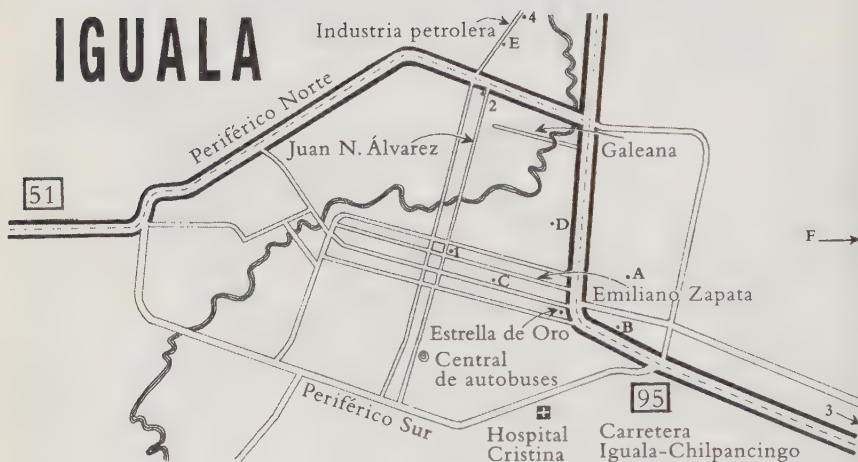 IGUALA
Industria petrolera
4
E
Periférico Norte
2
Juan N. Álvarez
Galeana
51
D
F
1
A
C
Emiliano Zapata
Estrella de Oro
B
Central
de autobuses
Periférico Sur
95
3
Hospital
Cristina
Carretera
Iguala-Chilpancingo